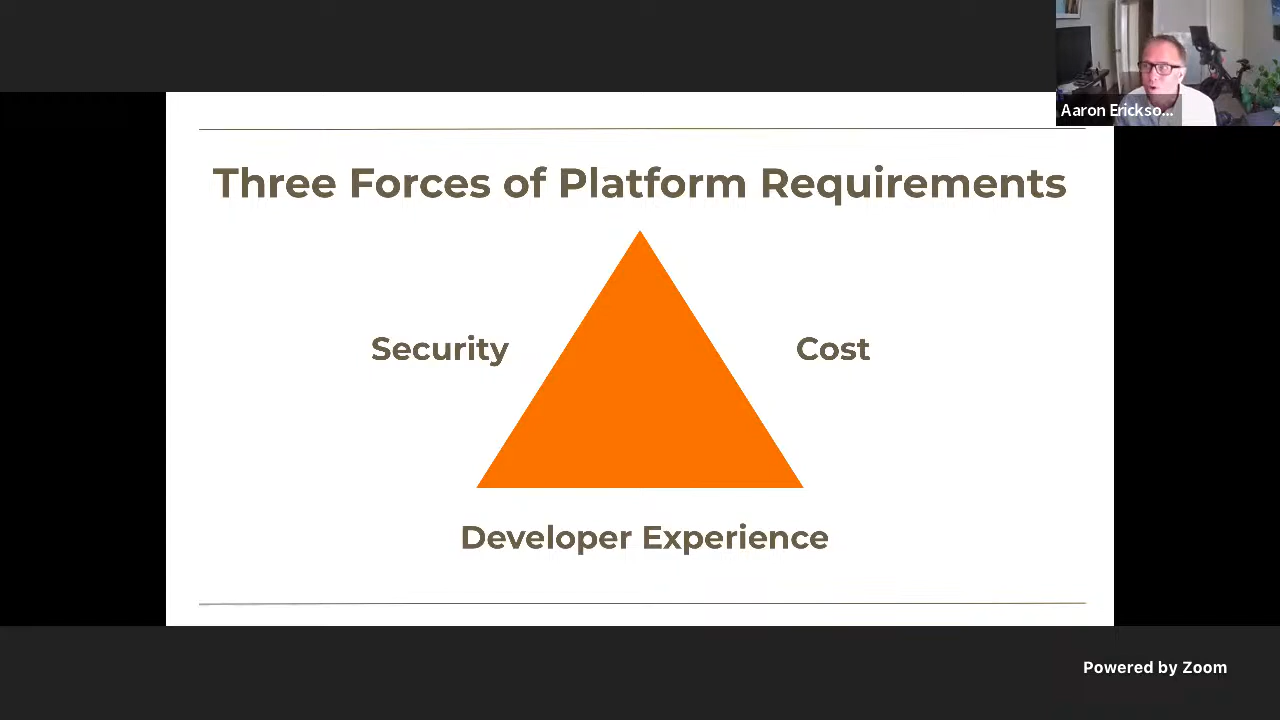 Aaron Erickso...
Three Forces of Platform Requirements
Security
Cost
Developer Experience
Powered by Zoom